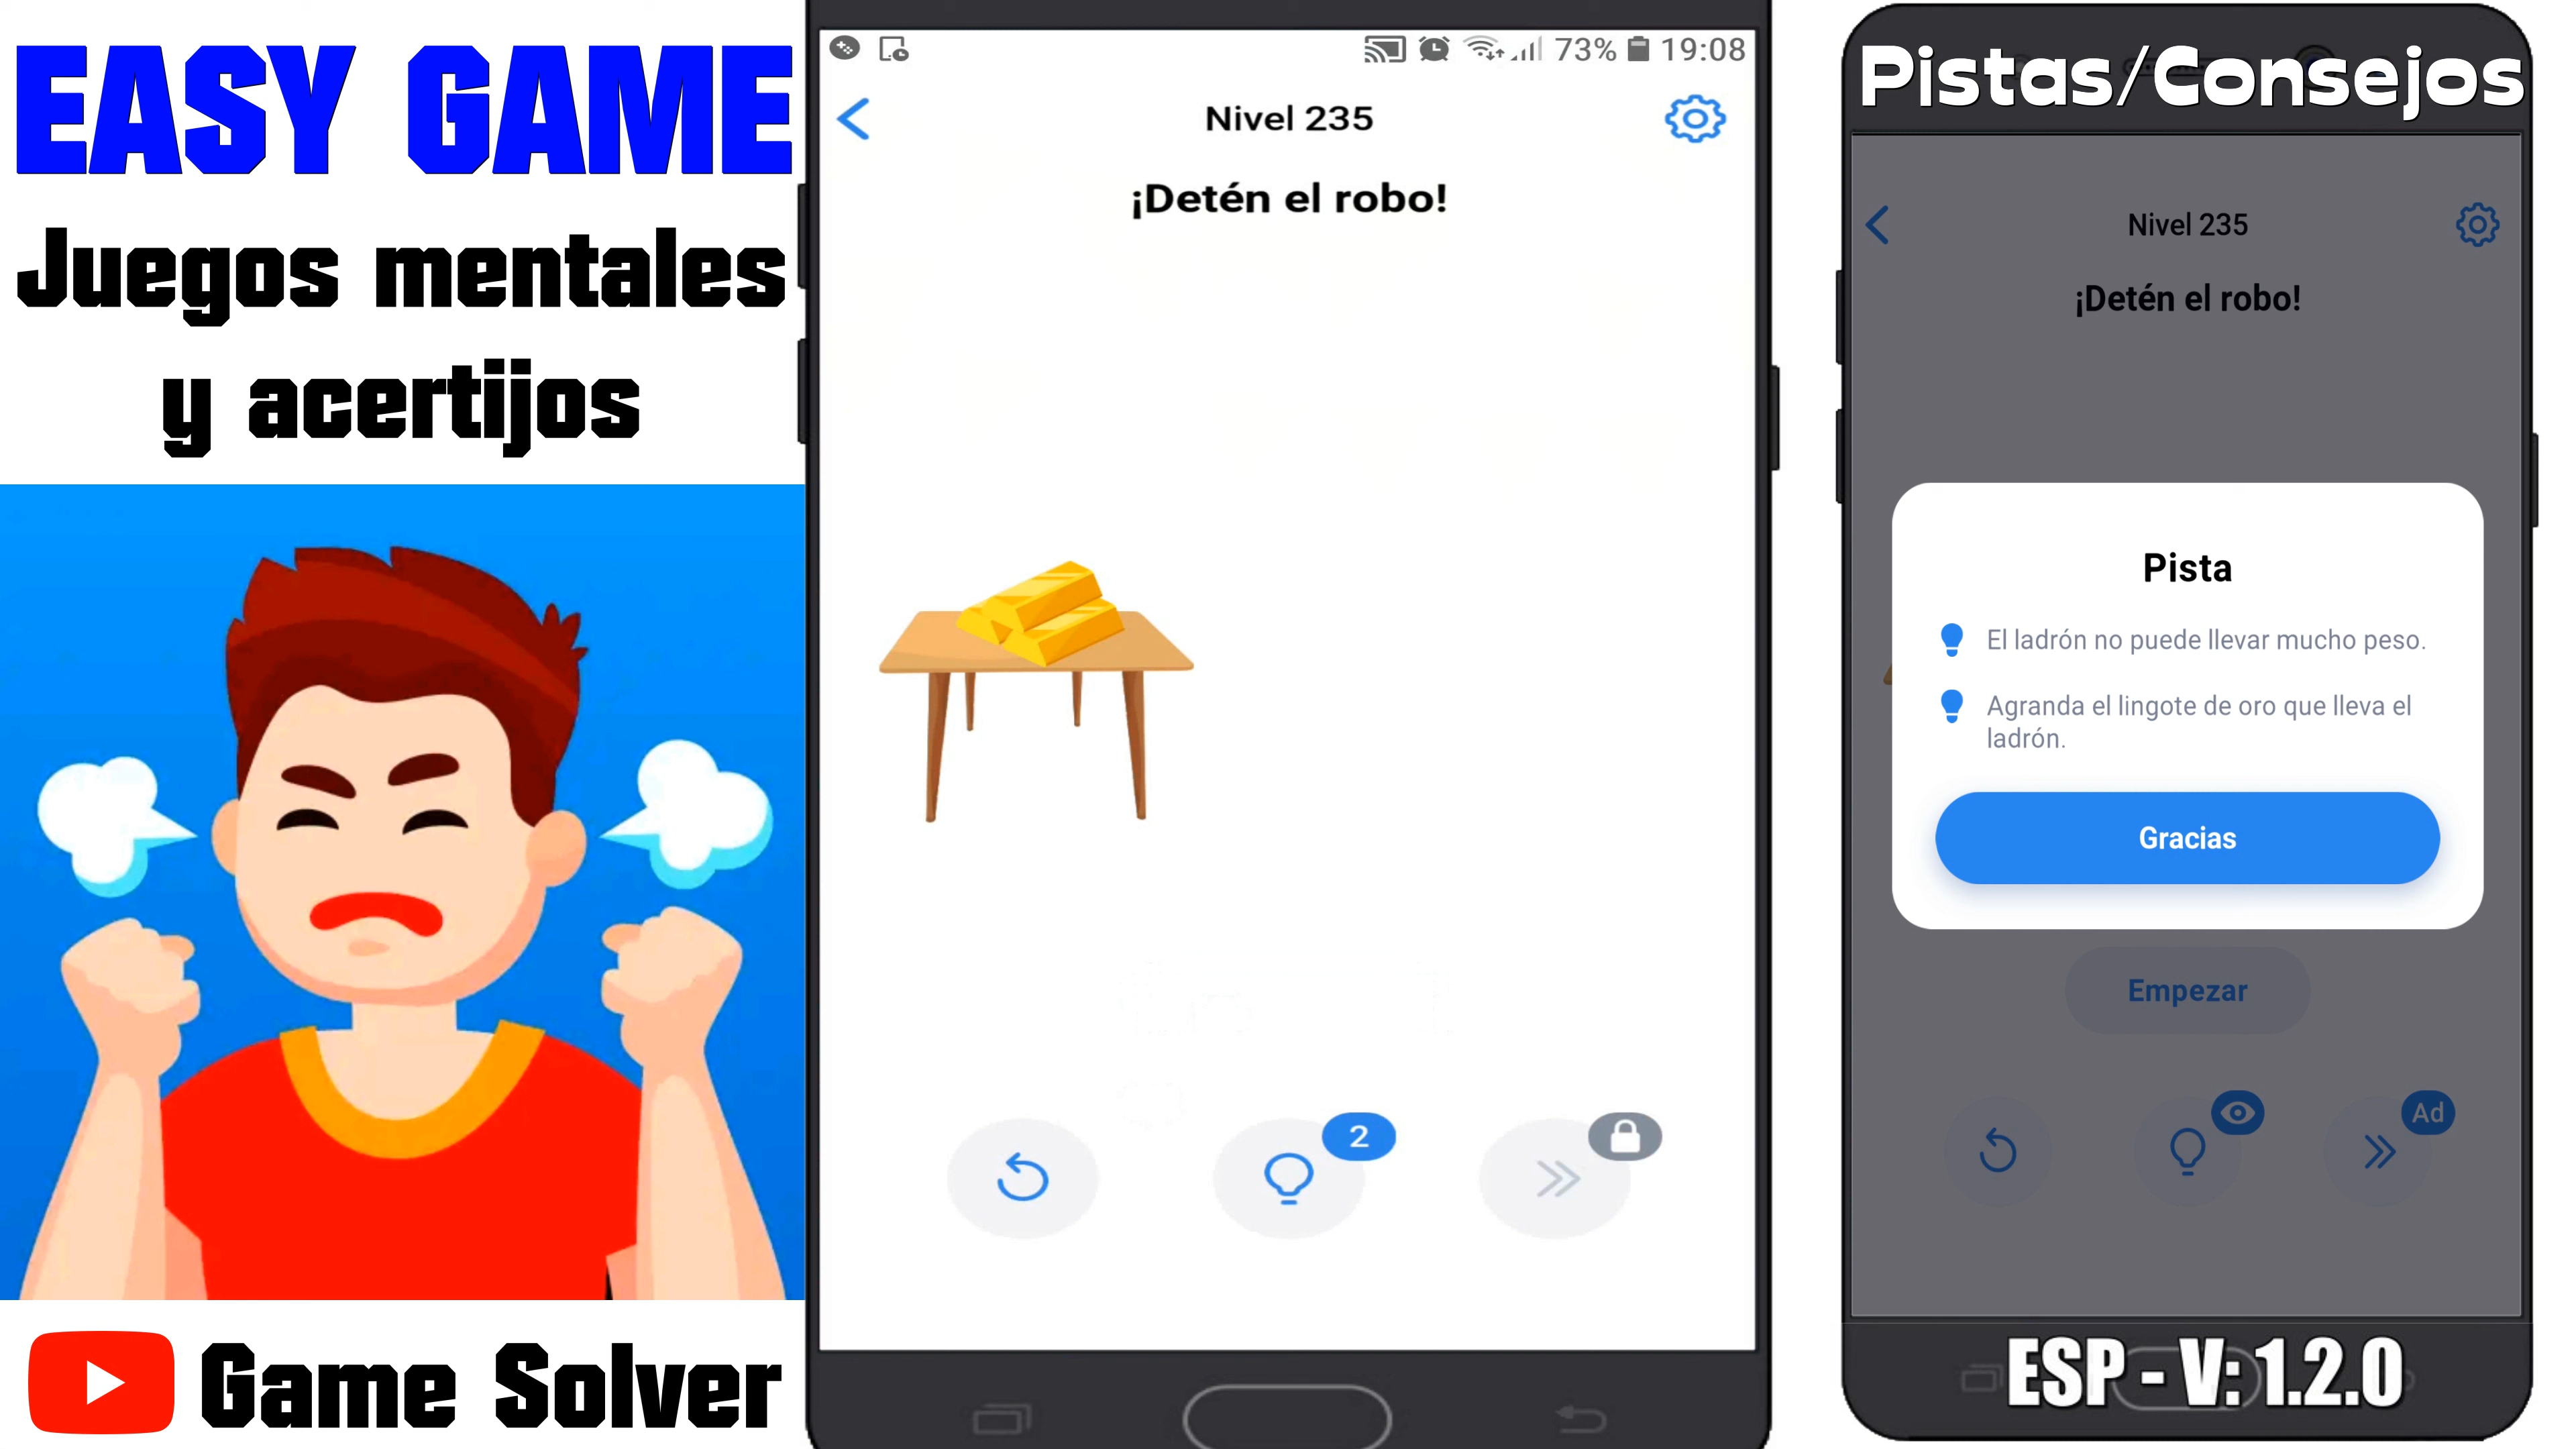 EASY GAME
Juegos mentales
y acertijos
Game Solver
73% 19:08
Nivel 235
¡Detén el robo!
2
Pistas/Consejos
Nivel 235
¡Detén el robo!
Pista
El ladrón no puede llevar mucho peso.
Agranda el lingote de oro que lleva el
ladrón.
Gracias
Empezar
Ad
ESP - V: 1.2.0